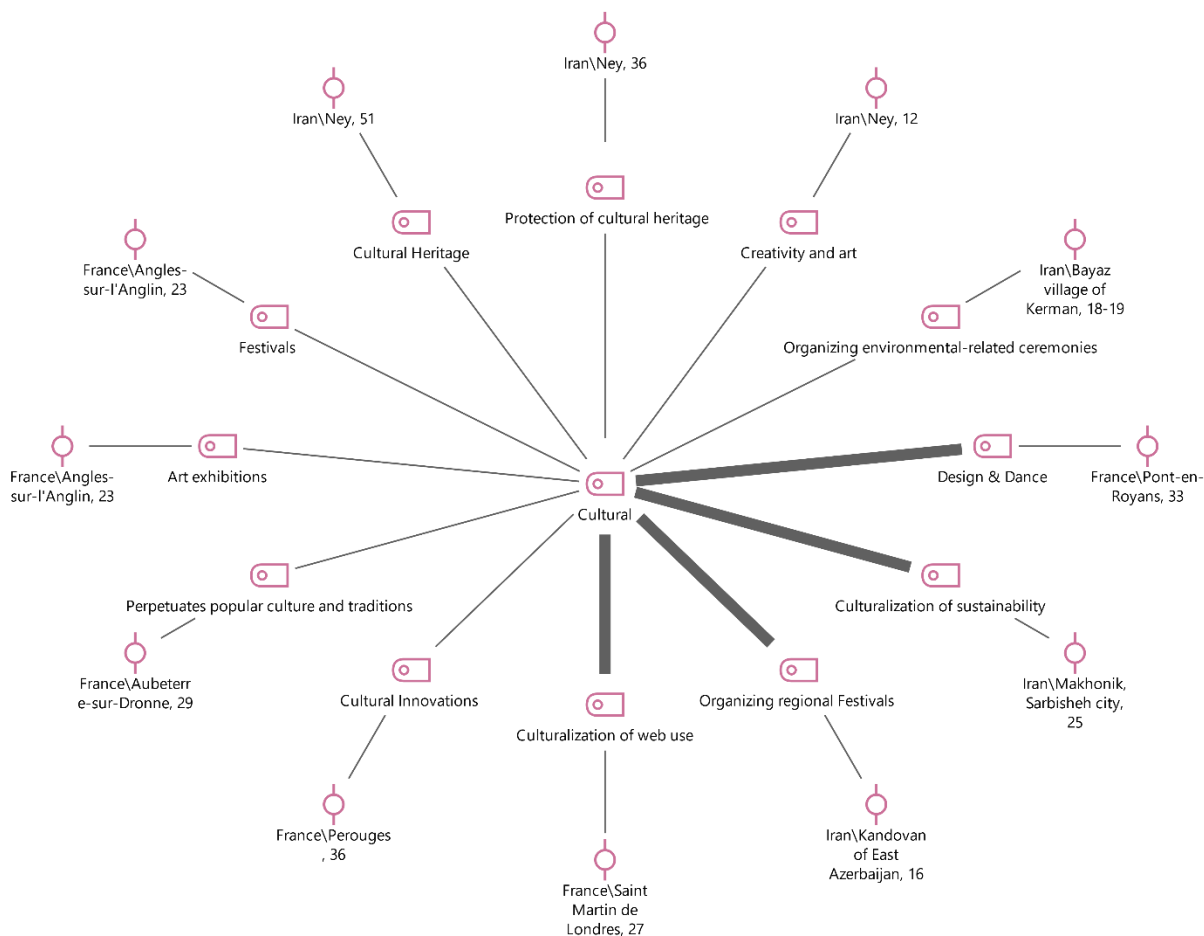 Iran\Ney, 36
Iran\Ney, 51
Iran\Ney, 12
Protection of cultural heritage
Cultural Heritage
Creativity and art
France\Angles-
sur-l'Anglin, 23
Iran\Bayaz
village of
Kerman, 18-19
Festivals
Organizing environmental-related ceremonies
France\Angles-
sur-l'Anglin, 23
Art exhibitions
Design & Dance
France\Pont-en-
Royans, 33
Cultural
Perpetuates popular culture and traditions
Culturalization of sustainability
France\Aubeterr
e-sur-Dronne, 29
Cultural Innovations
Culturalization of web use
Organizing regional Festivals
Iran\Makhonik,
Sarbisheh city,
25
France\Perouges
, 36
France\Saint
Martin de
Londres, 27
Iran\Kandovan
of East
Azerbaijan, 16